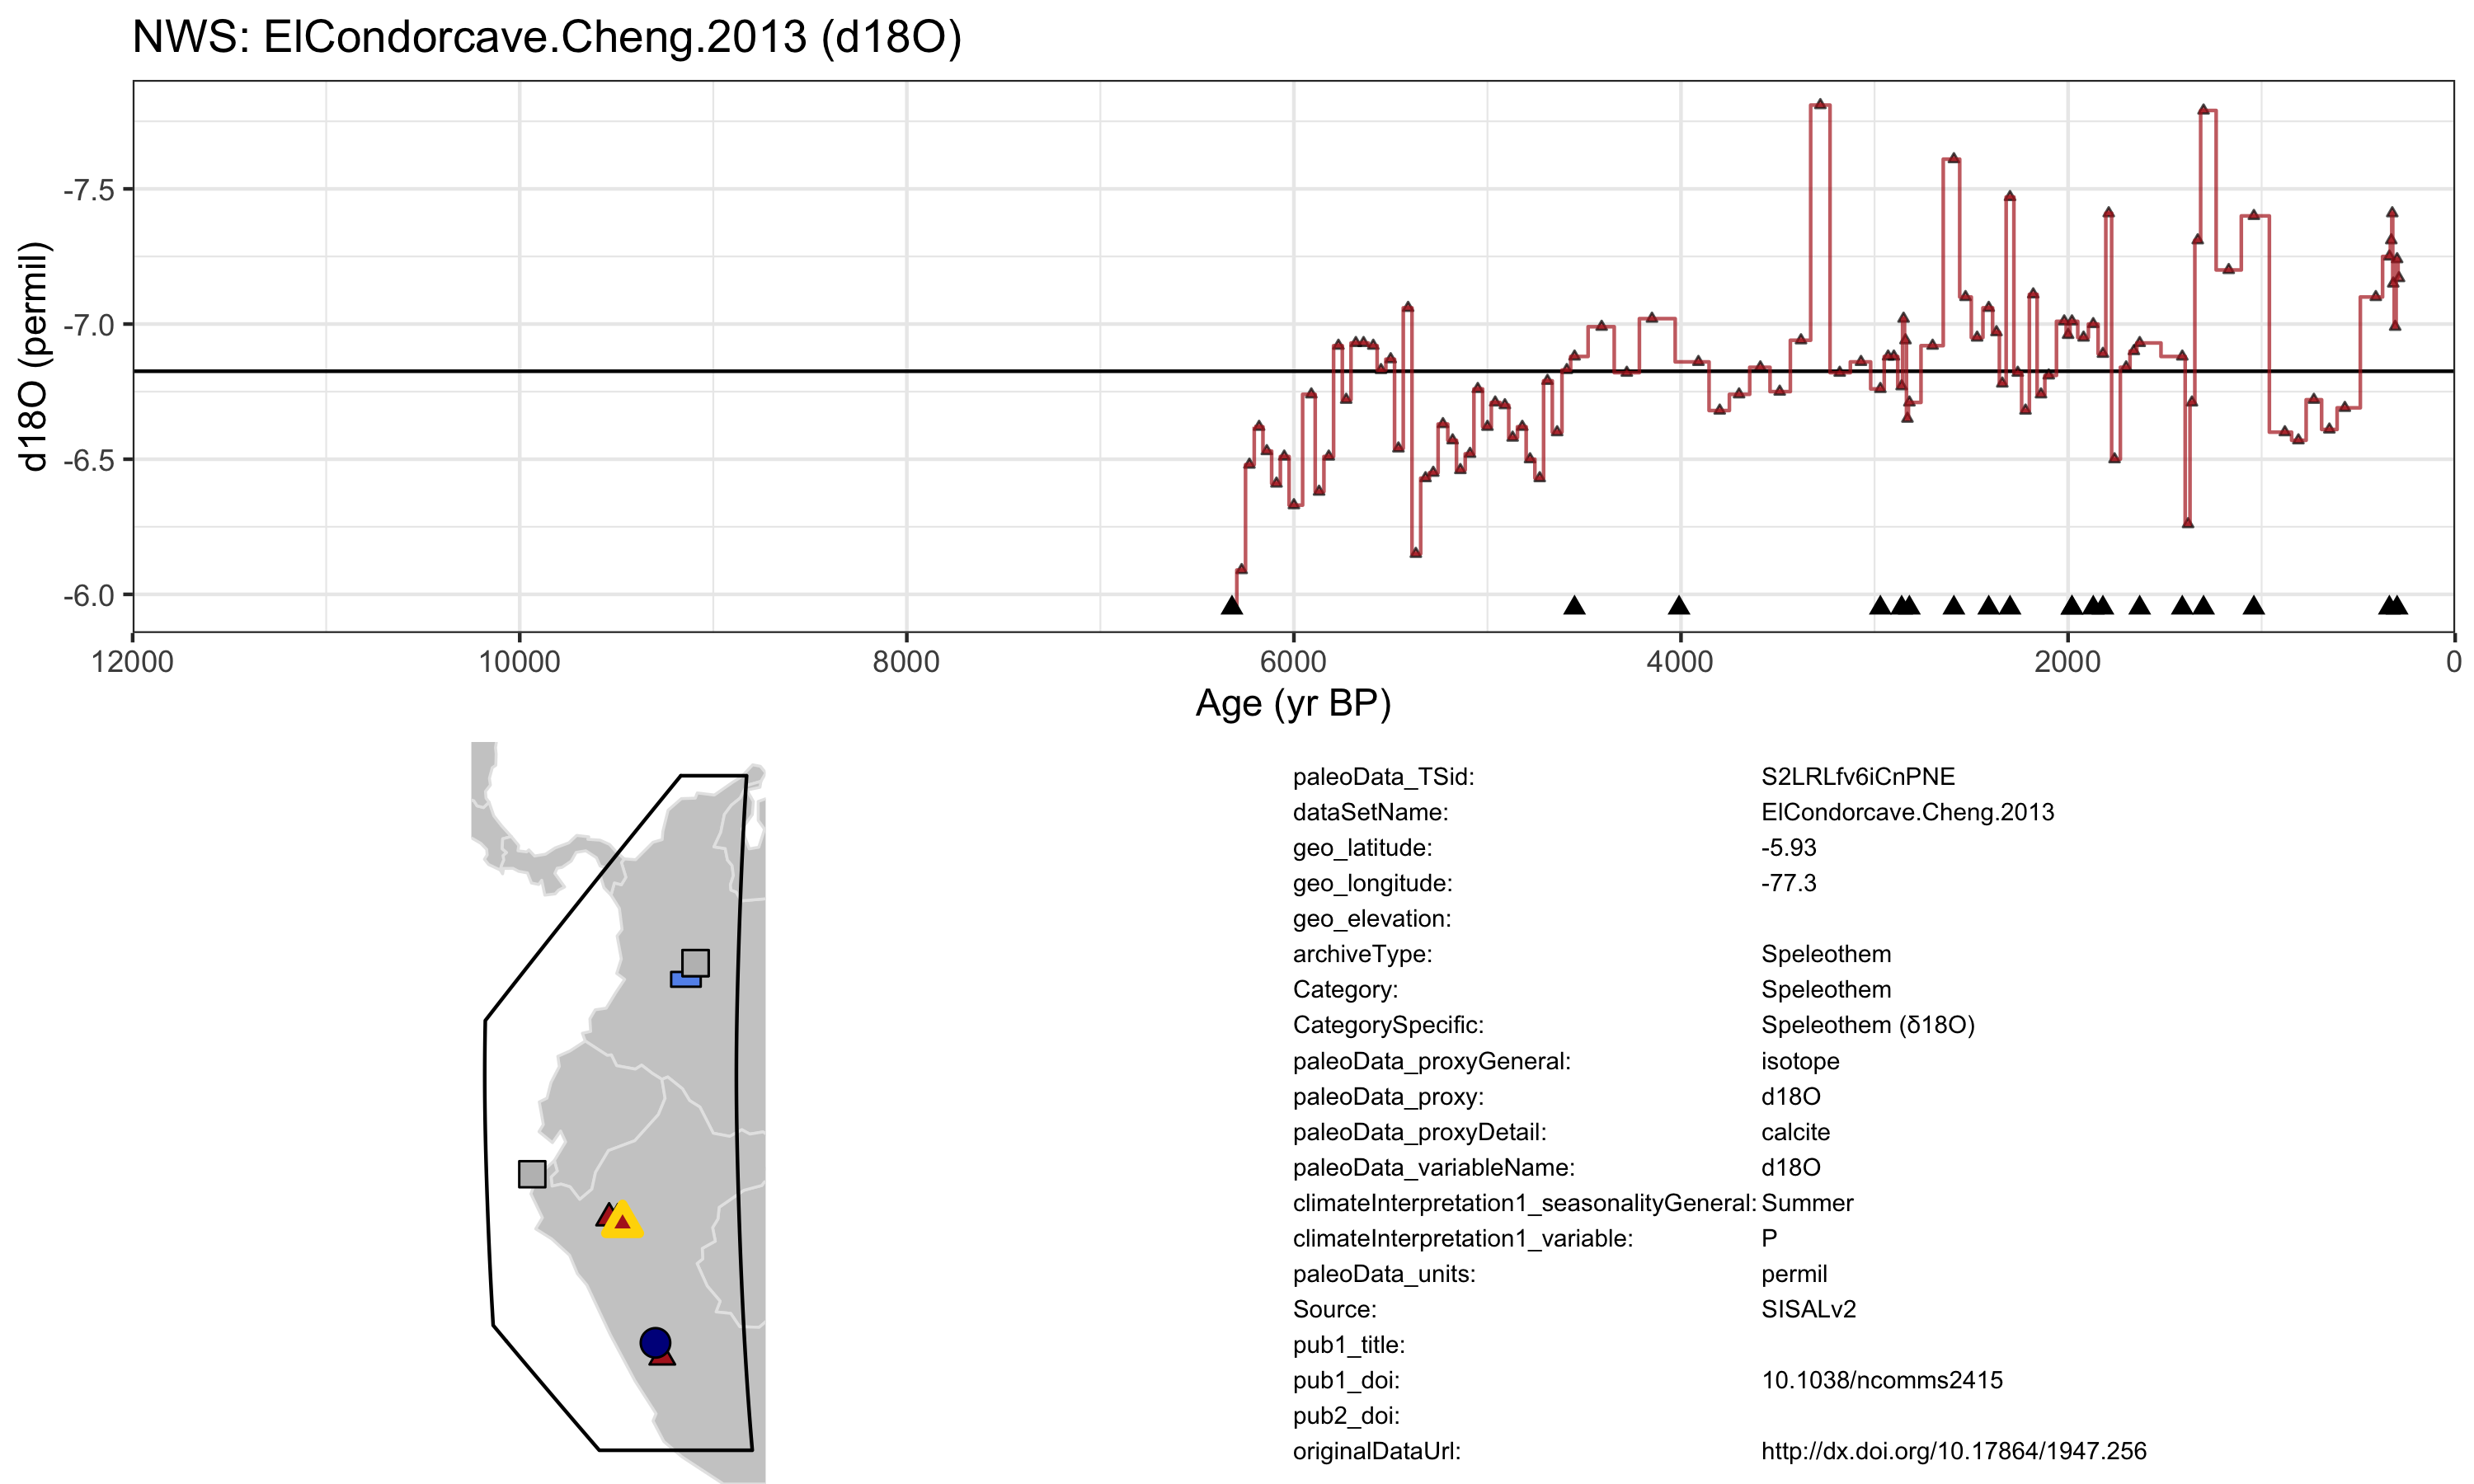 NWS: ElCondorcave.Cheng.2013 (d18O)
d18O (permil)
-7.5
-7.0
-6.5
-6.0
12000 10000 8000 6000 4000 2000 0
Age (yr BP)
paleoData_TSid: S2LRLfv6iCnPNE
dataSetName: ElCondorcave.Cheng.2013
geo_latitude: -5.93
geo_longitude: -77.3
geo_elevation:
archiveType: Speleothem
Category: Speleothem
CategorySpecific: Speleothem (δ18O)
paleoData_proxyGeneral: isotope
paleoData_proxy: d18O
paleoData_proxyDetail: calcite
paleoData_variableName: d18O
climateInterpretation1_seasonalityGeneral: Summer
climateInterpretation1_variable: P
paleoData_units: permil
Source: SISALv2
pub1_title:
pub1_doi: 10.1038/ncomms2415
pub2_doi:
originalDataUrl: http://dx.doi.org/10.17864/1947.256